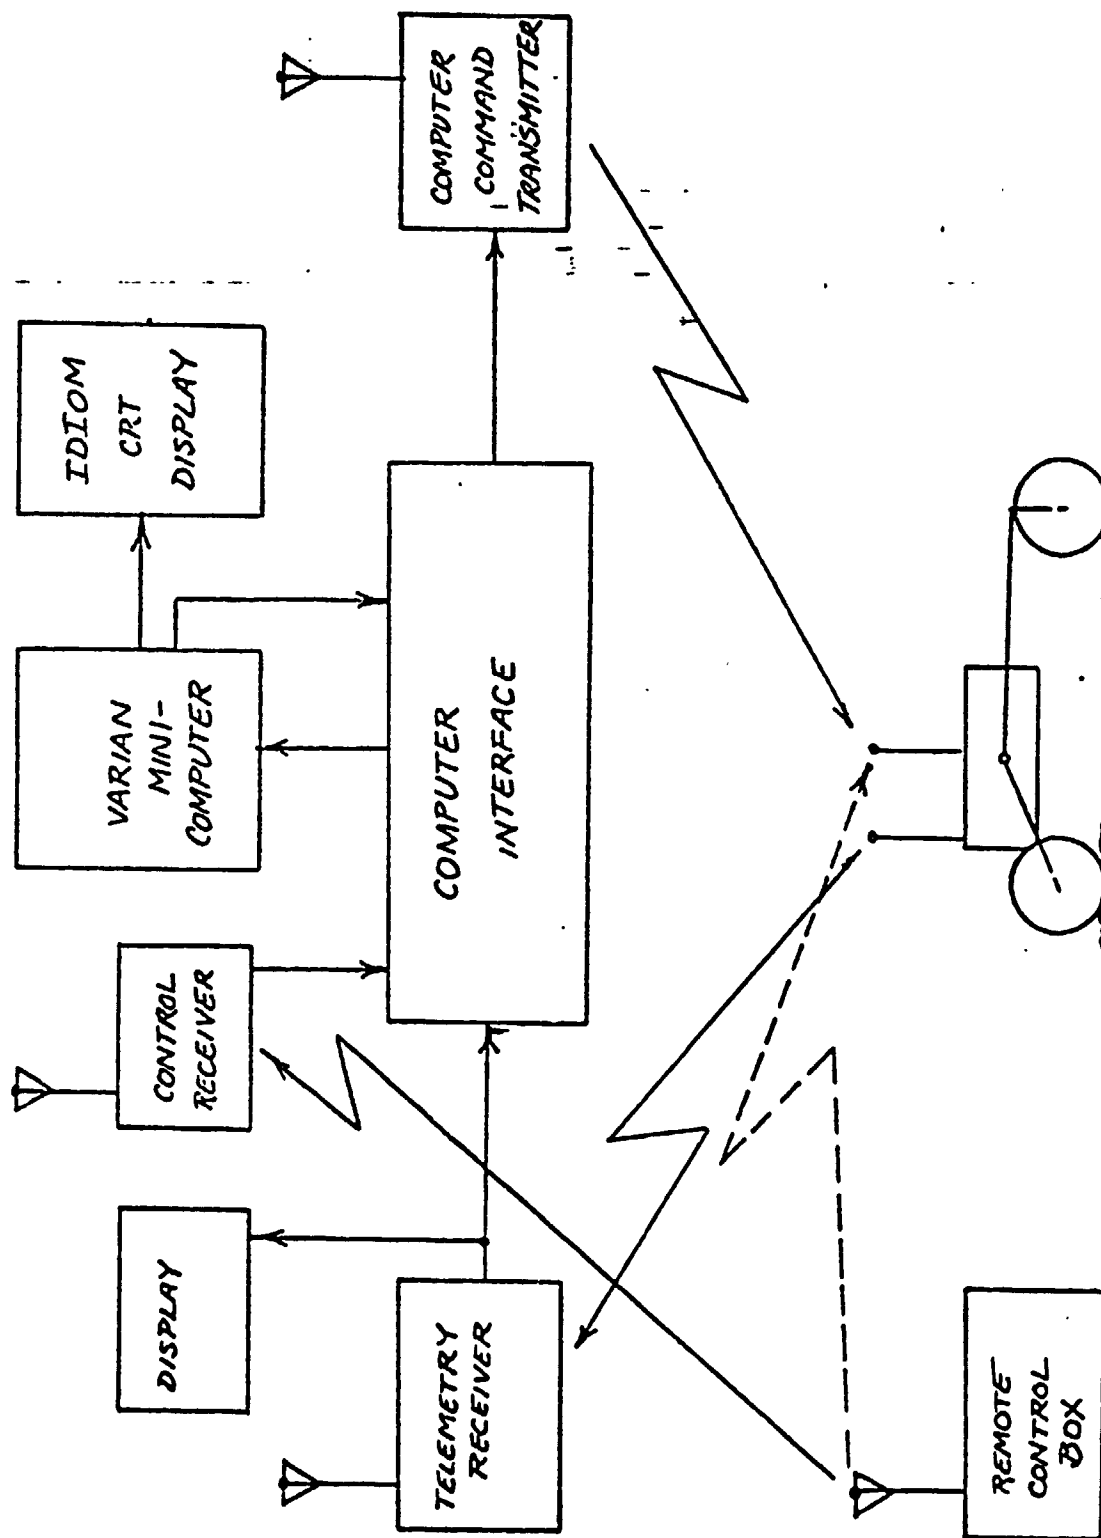 DISPLAY
CONTROL
RECEIVER
VARIAN
MINI-
COMPUTER
IDIOM
CRT
DISPLAY
TELEMETRY
RECEIVER
COMPUTER
INTERFACE
COMPUTER
COMMAND
TRANSMITTER
REMOTE
CONTROL
BOX